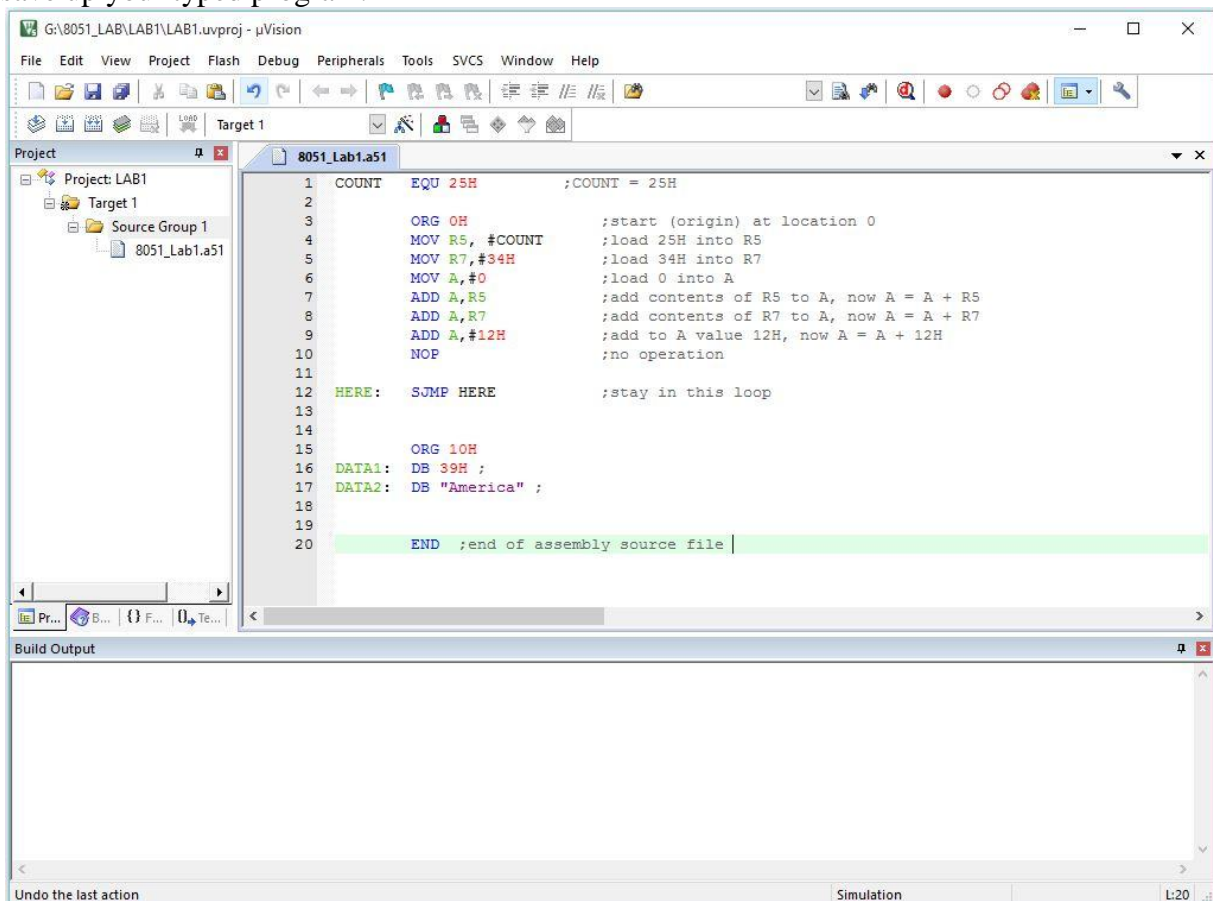 save up your typed program.
G:\8051_LAB\LAB1\LAB1.uvproj - µVision
File Edit View Project Flash Debug Peripherals Tools SVCS Window Help
LOAD Target 1
Project
8051_Lab1.a51
Project: LAB1
Target 1
Source Group 1
8051_Lab1.a51
1 COUNT EQU 25H ;COUNT = 25H
2
3 ORG 0H ;start (origin) at location 0
4 MOV R5, #COUNT ;load 25H into R5
5 MOV R7,#34H ;load 34H into R7
6 MOV A,#0 ;load 0 into A
7 ADD A,R5 ;add contents of R5 to A, now A = A + R5
8 ADD A,R7 ;add contents of R7 to A, now A = A + R7
9 ADD A,#12H ;add to A value 12H, now A = A + 12H
10 NOP ;no operation
11
12 HERE: SJMP HERE ;stay in this loop
13
14
15 ORG 10H
16 DATA1: DB 39H ;
17 DATA2: DB "America" ;
18
19
20 END ;end of assembly source file
Pr... B... {} F... 0 Te...
Build Output
Undo the last action Simulation L:20